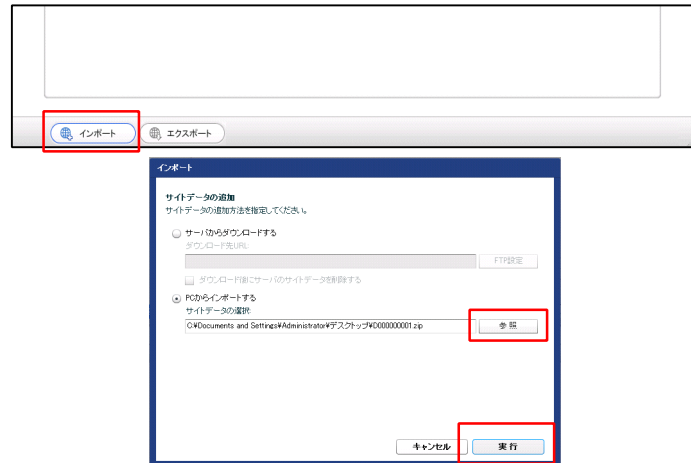 インポート
エクスポート
インポート
サイトデータの追加
サイトデータの追加方法を指定してください。
サーバからダウンロードする
ダウンロード先URL:
FTP設定
ダウンロード後にサーバのサイトデータを削除する
PCからインポートする
サイトデータの選択:
C:¥Documents and Settings¥Administrator¥デスクトップ¥D000000001.zip
参照
キャンセル
実行